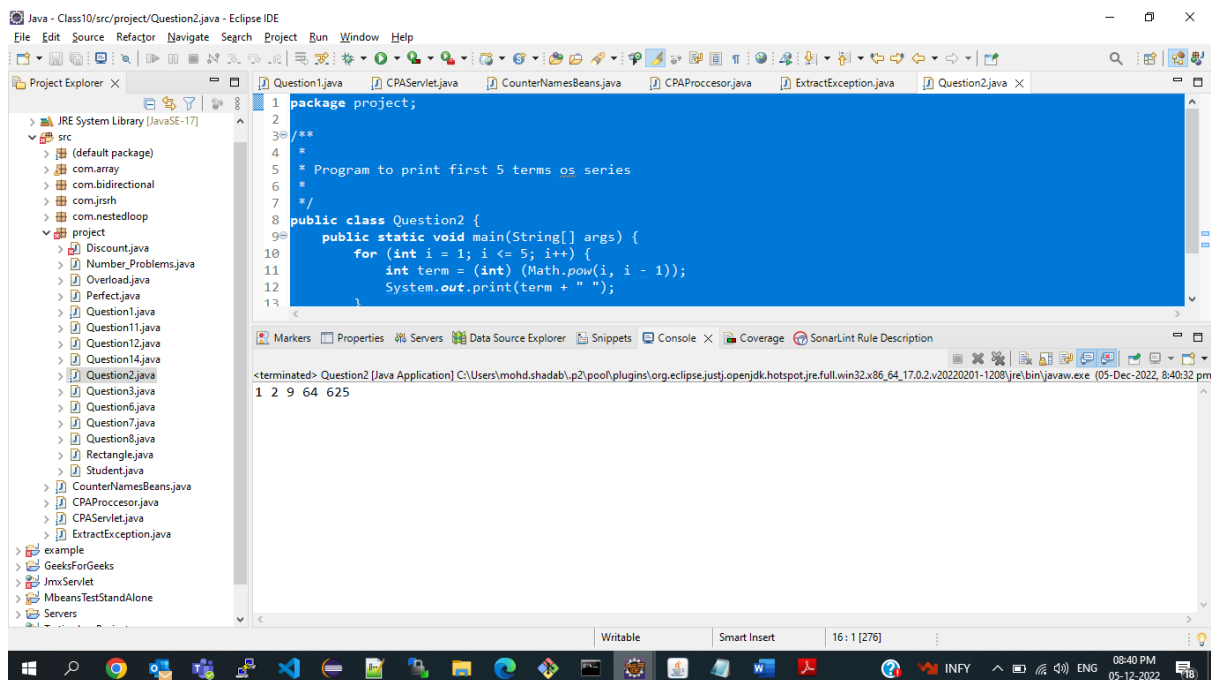 Java - Class10/src/project/Question2.java - Eclipse IDE
File Edit Source Refactor Navigate Search Project Run Window Help
Project Explorer
JRE System Library [JavaSE-17]
src
(default package)
com.array
com.bidirectional
com.jrsrh
com.nestedloop
project
Discount.java
Number_Problems.java
Overload.java
Perfect.java
Question1.java
Question11.java
Question12.java
Question14.java
Question2.java
Question3.java
Question6.java
Question7.java
Question8.java
Rectangle.java
Student.java
CounterNamesBeans.java
CPAProccesor.java
CPAServlet.java
ExtractException.java
example
GeeksForGeeks
JmxServlet
MbeansTestStandAlone
Servers
Question1.java CPAServlet.java CounterNamesBeans.java CPAProccesor.java ExtractException.java Question2.java
1 package project;
2
3 /**
4 *
5 * Program to print first 5 terms os series
6 *
7 */
8 public class Question2 {
9 public static void main(String[] args) {
10 for (int i = 1; i <= 5; i++) {
11 int term = (int) (Math.pow(i, i - 1));
12 System.out.print(term + " ");
13 }
Markers Properties Servers Data Source Explorer Snippets Console Coverage SonarLint Rule Description
<terminated> Question2 [Java Application] C:\Users\mohd.shadab\.p2\pool\plugins\org.eclipse.justj.openjdk.hotspot.jre.full.win32.x86_64_17.0.2.v20220201-1208\jre\bin\javaw.exe (05-Dec-2022, 8:40:32 pm
1 2 9 64 625
Writable Smart Insert 16 : 1 [276]
INFY ENG 08:40 PM
05-12-2022
18